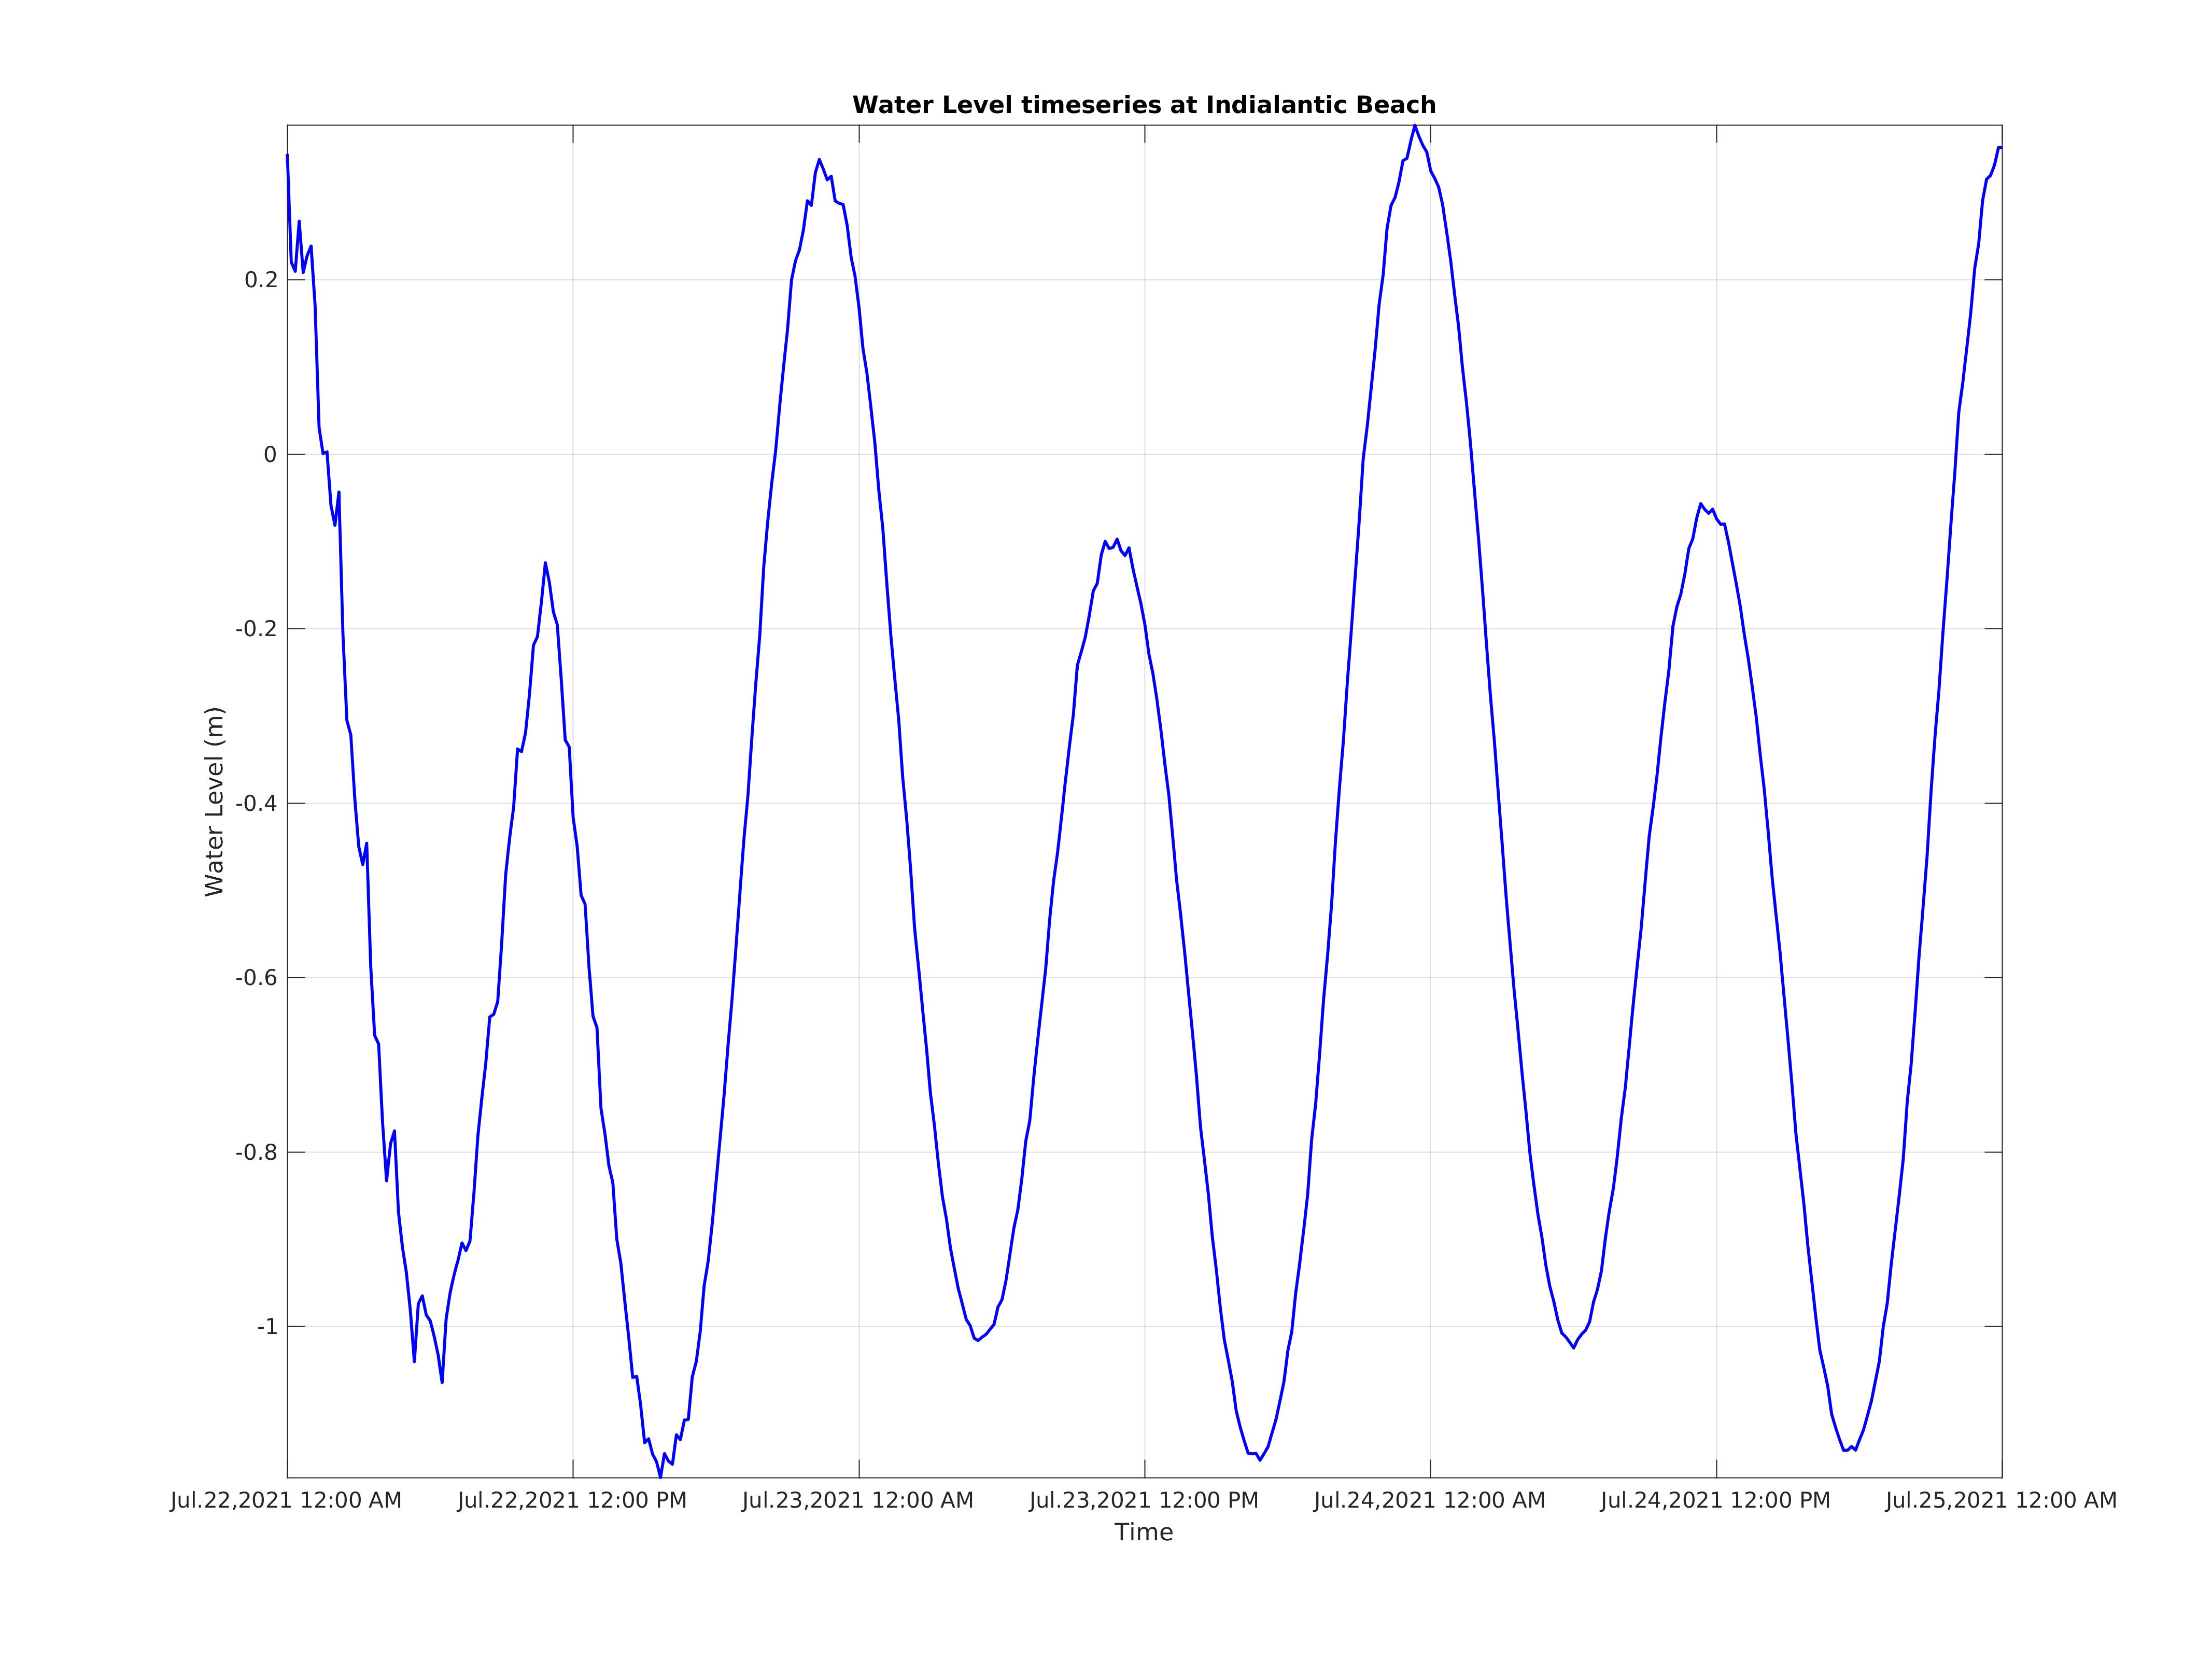 Water Level timeseries at Indialantic Beach
0.2
0
-0.2
-0.4
-0.6
-0.8
-1
Water Level (m)
Jul.22,2021 12:00 AM
Jul.22,2021 12:00 PM
Jul.23,2021 12:00 AM
Jul.23,2021 12:00 PM
Jul.24,2021 12:00 AM
Jul.24,2021 12:00 PM
Jul.25,2021 12:00 AM
Time